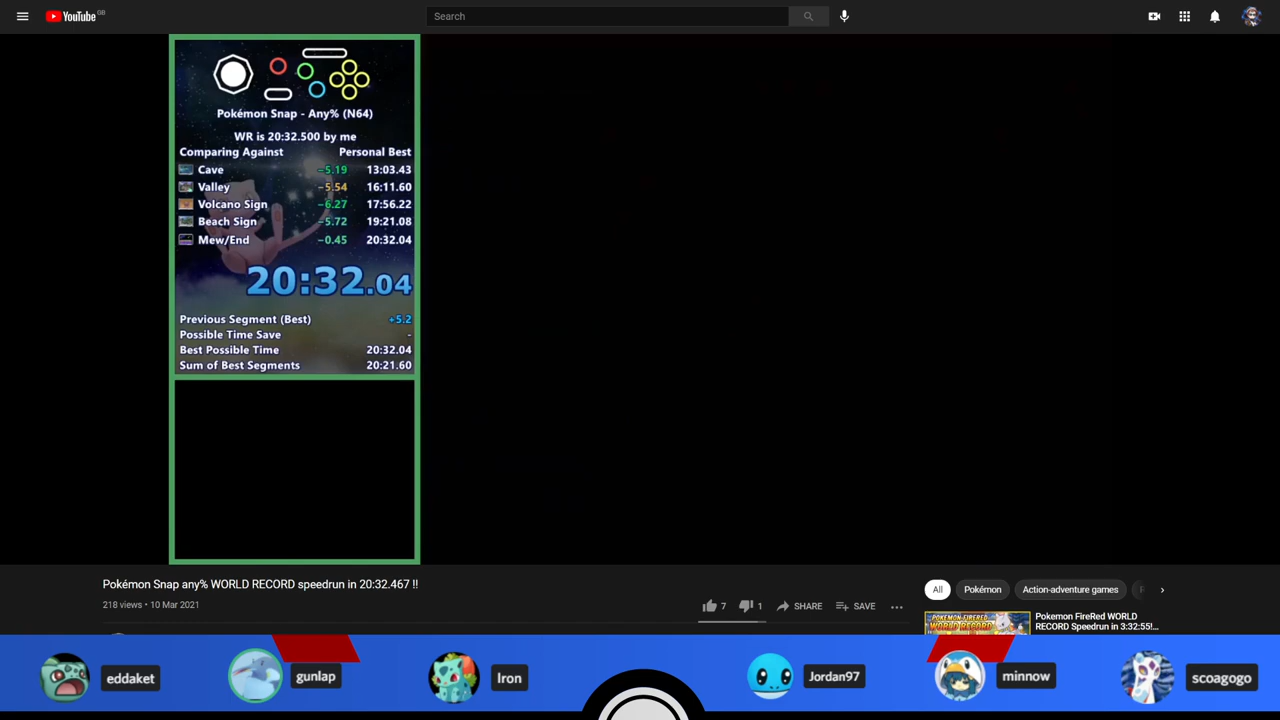 YouTube GB
Search
Pokémon Snap - Any% (N64)
WR is 20:32.500 by me
Comparing Against Personal Best
Cave -5.19 13:03.43
Valley -5.54 16:11.60
Volcano Sign -6.27 17:56.22
Beach Sign -5.72 19:21.08
Mew/End -0.45 20:32.04
20:32.04
Previous Segment (Best) +5.2
Possible Time Save -
Best Possible Time 20:32.04
Sum of Best Segments 20:21.60
Pokémon Snap any% WORLD RECORD speedrun in 20:32.467 !!
218 views • 10 Mar 2021
7 1 SHARE SAVE
All Pokémon Action-adventure games
POKEMON FIRERED
WORLD RECORD
Pokemon FireRed WORLD
RECORD Speedrun in 3:32:55!...
eddaket gunlap Iron Jordan97 minnow scoagogo